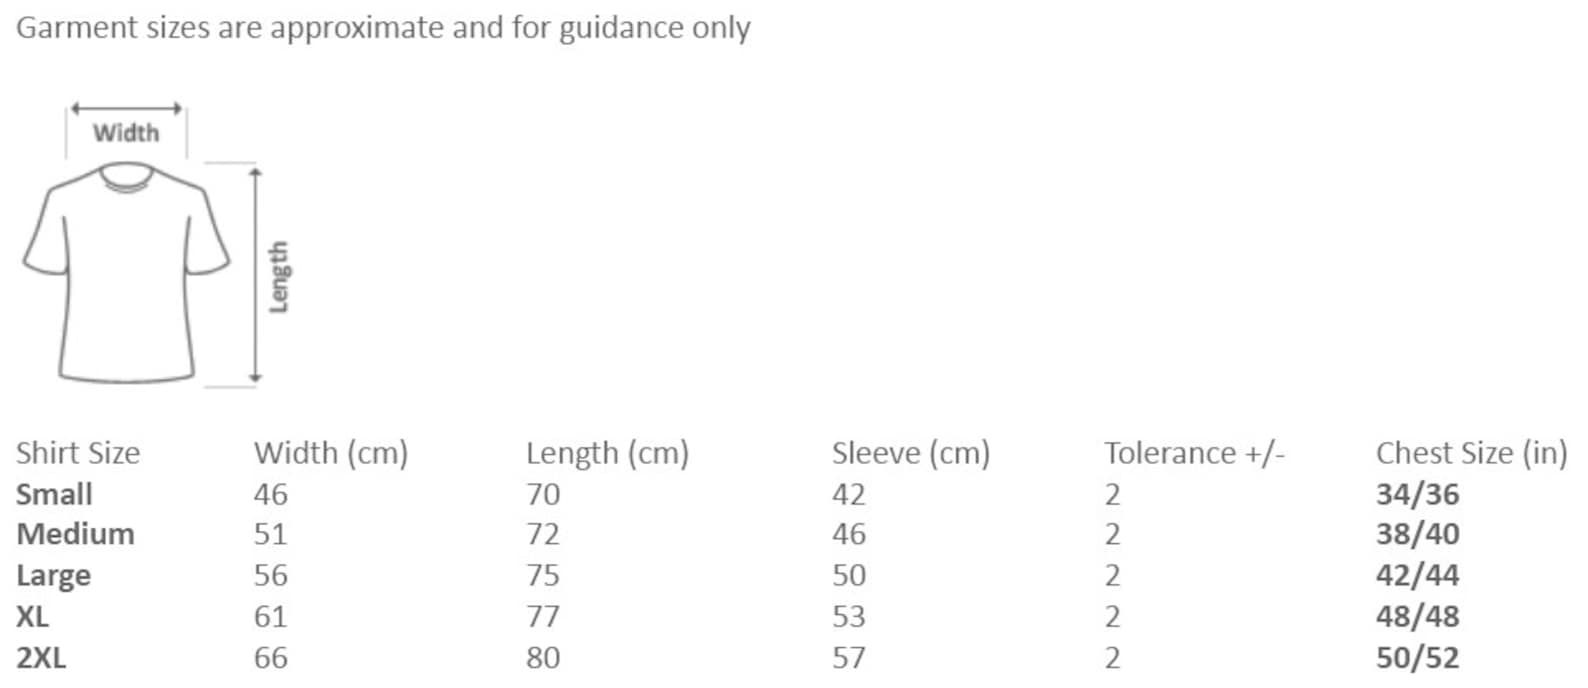 Garment sizes are approximate and for guidance only
Width
Length
Shirt Size Width (cm) Length (cm) Sleeve (cm) Tolerance +/- Chest Size (in)
Small 46 70 42 2 34/36
Medium 51 72 46 2 38/40
Large 56 75 50 2 42/44
XL 61 77 53 2 48/48
2XL 66 80 57 2 50/52